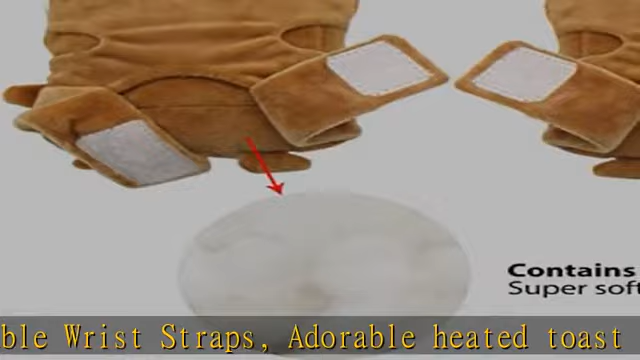 Contains
Super soft
ble Wrist Straps, Adorable heated toast